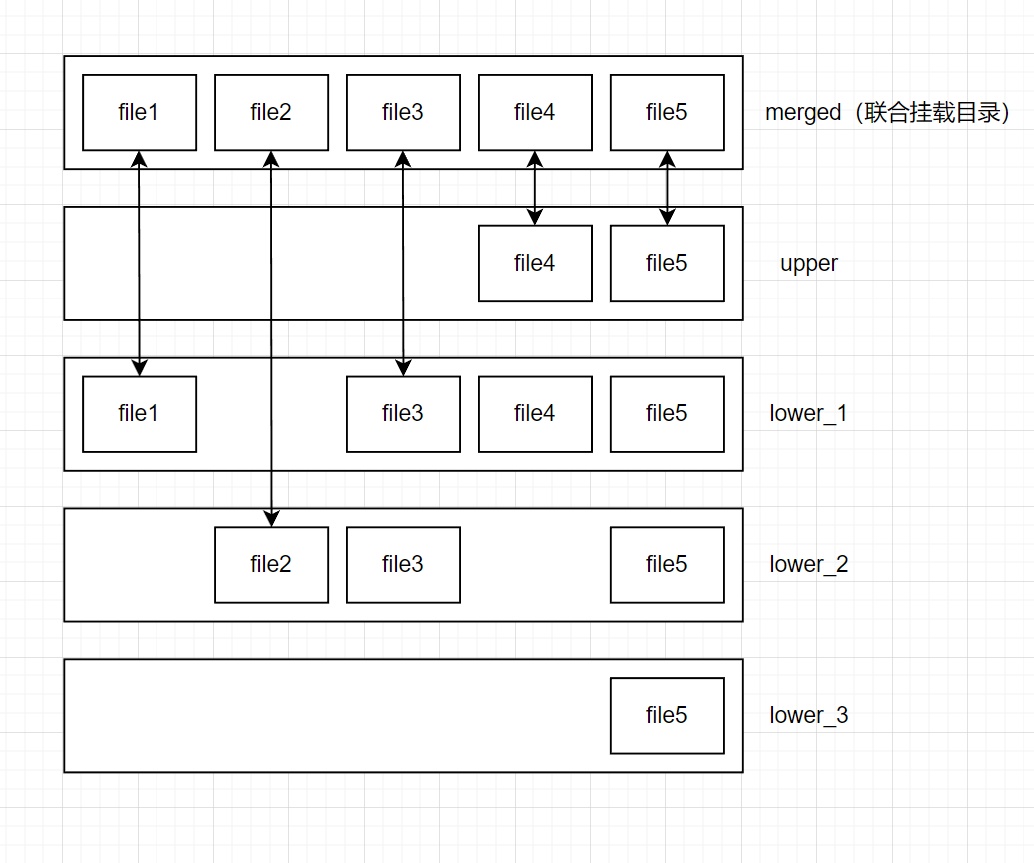 file1 file2 file3 file4 file5 merged（联合挂载目录）
file4 file5 upper
file1 file3 file4 file5 lower_1
file2 file3 file5 lower_2
file5 lower_3